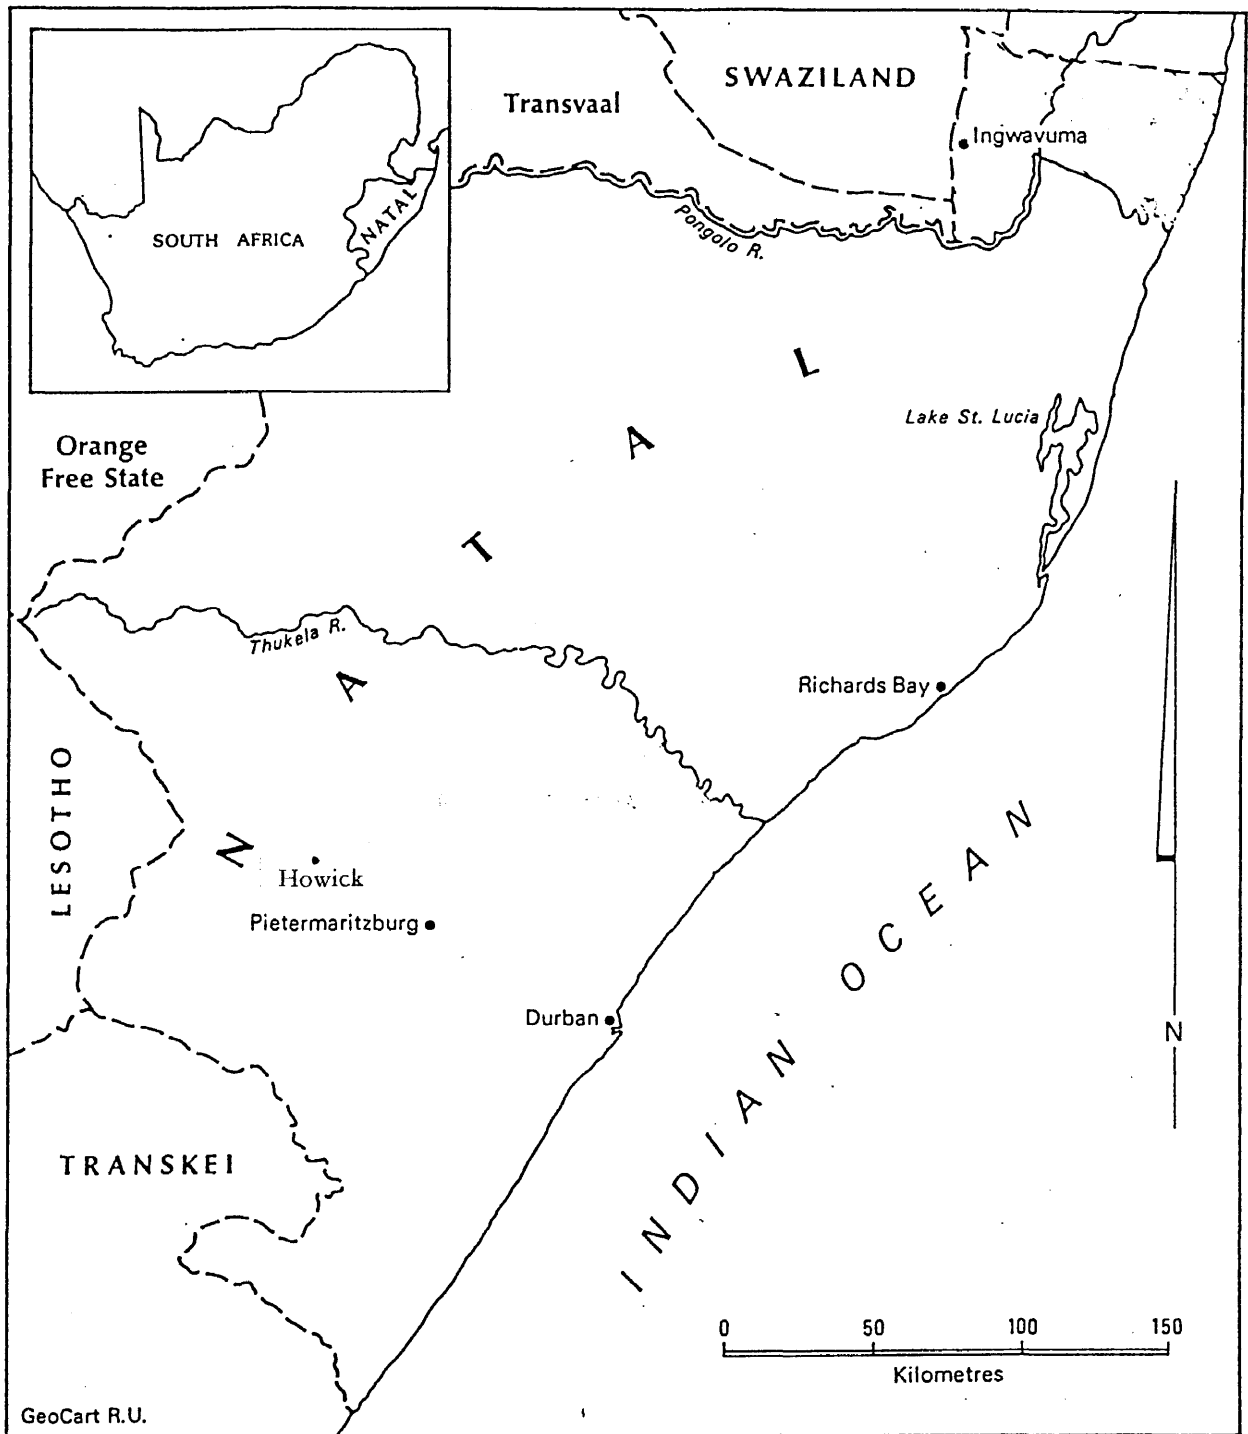 SWAZILAND
Transvaal
Ingwavuma
SOUTH AFRICA
NATAL
Pongolo R.
Lake St. Lucia
Orange
Free State
NATAL
Thukela R.
Richards Bay
LESOTHO
Howick
Pietermaritzburg
Durban
INDIAN OCEAN
N
TRANSKEI
0 50 100 150
Kilometres
GeoCart R.U.